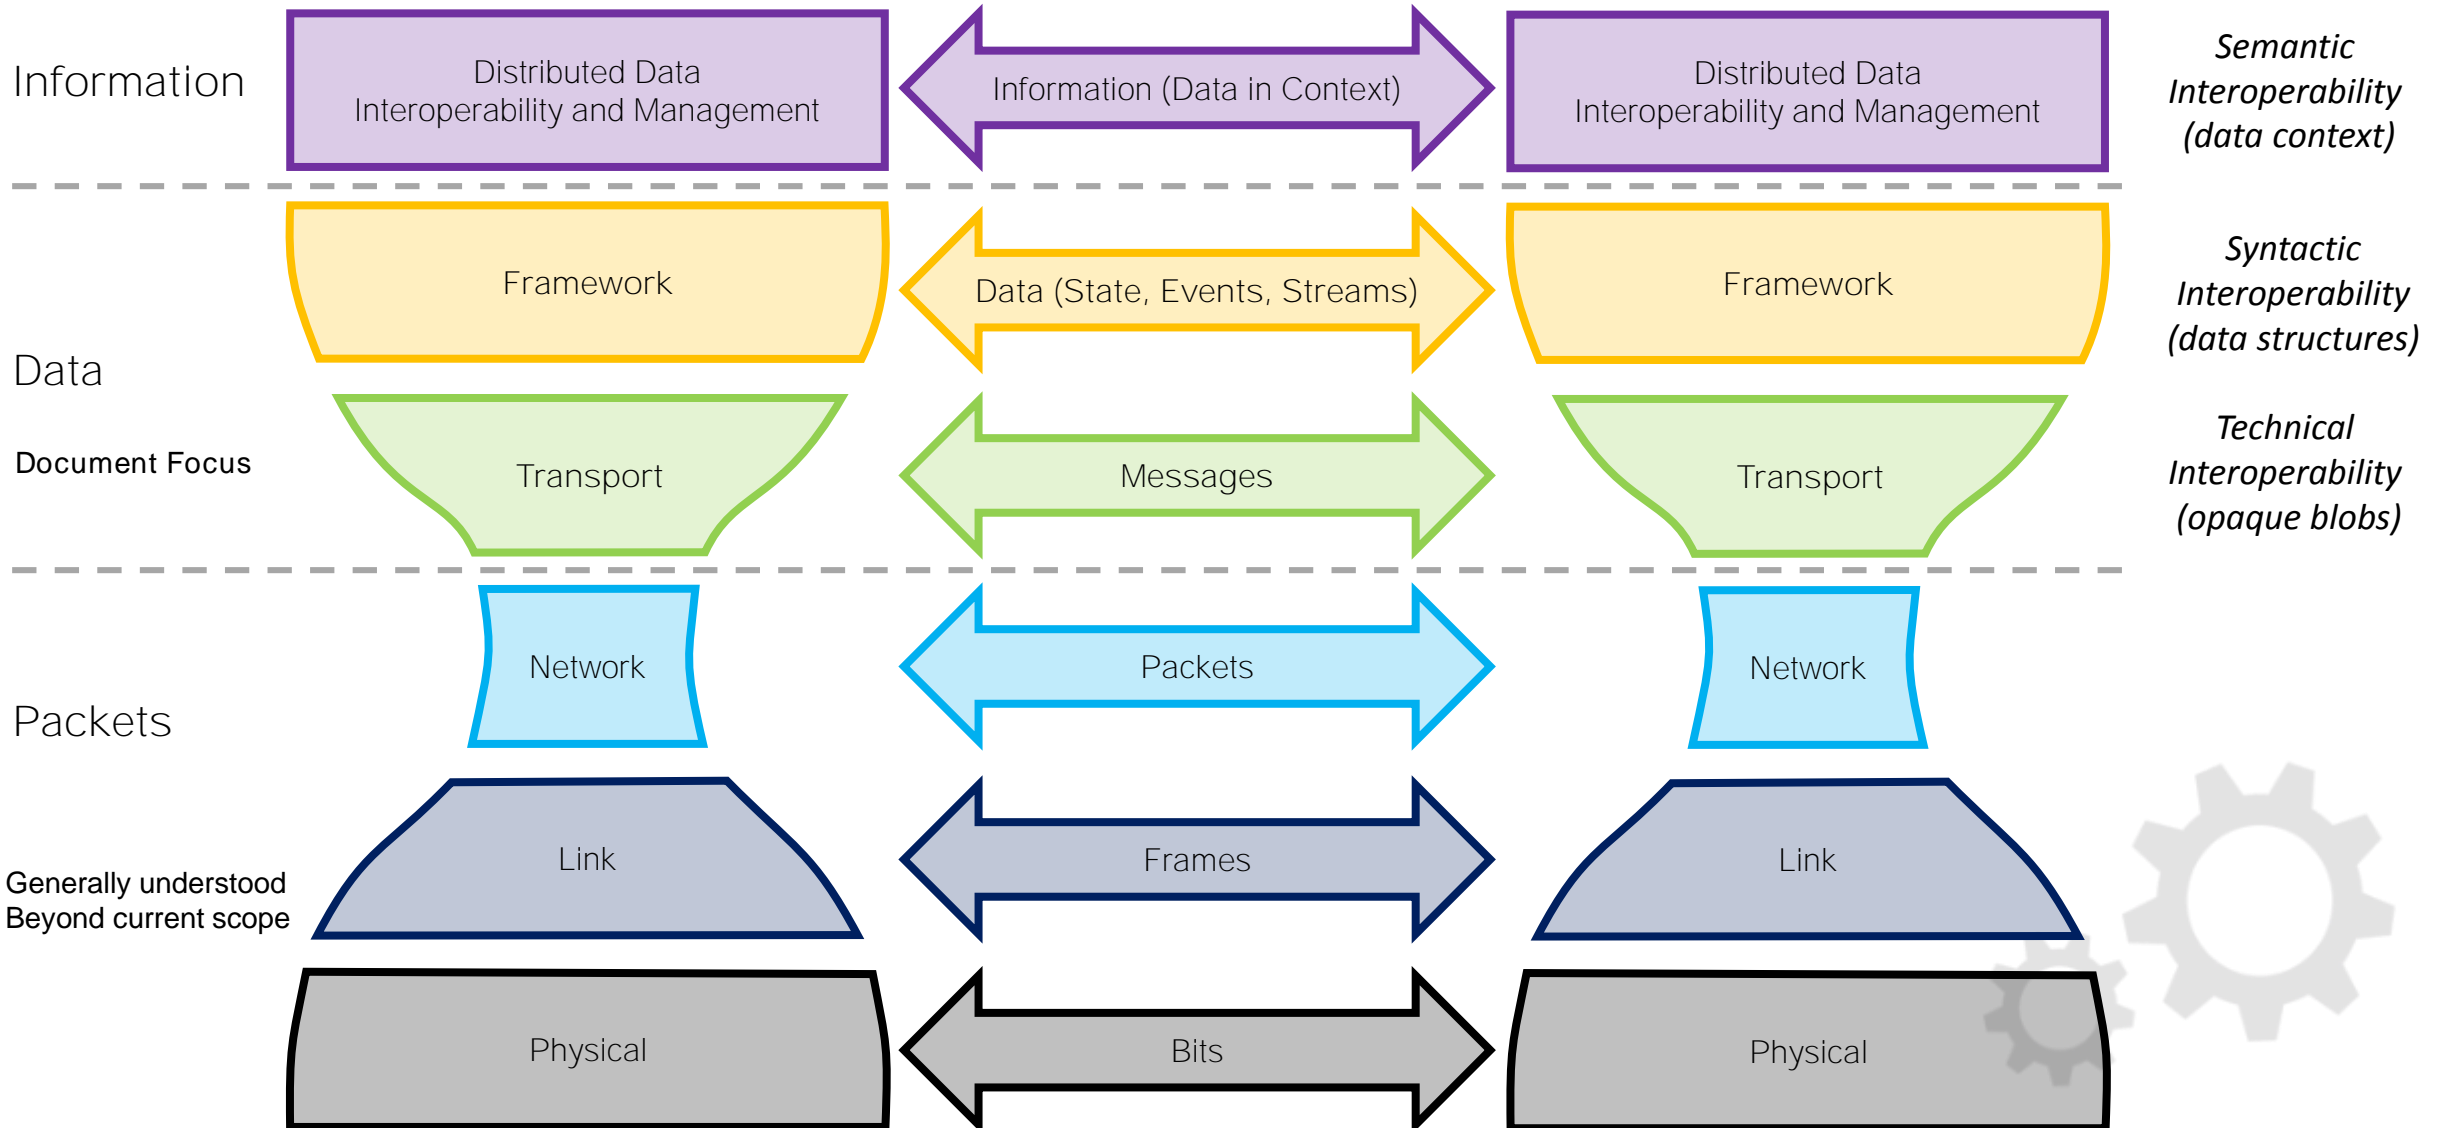 Information
Distributed Data
Interoperability and Management
Information (Data in Context)
Distributed Data
Interoperability and Management
Semantic
Interoperability
(data context)
Framework
Data (State, Events, Streams)
Framework
Syntactic
Interoperability
(data structures)
Data
Document Focus
Transport
Messages
Transport
Technical
Interoperability
(opaque blobs)
Network
Packets
Network
Packets
Link
Frames
Link
Generally understood
Beyond current scope
Physical
Bits
Physical